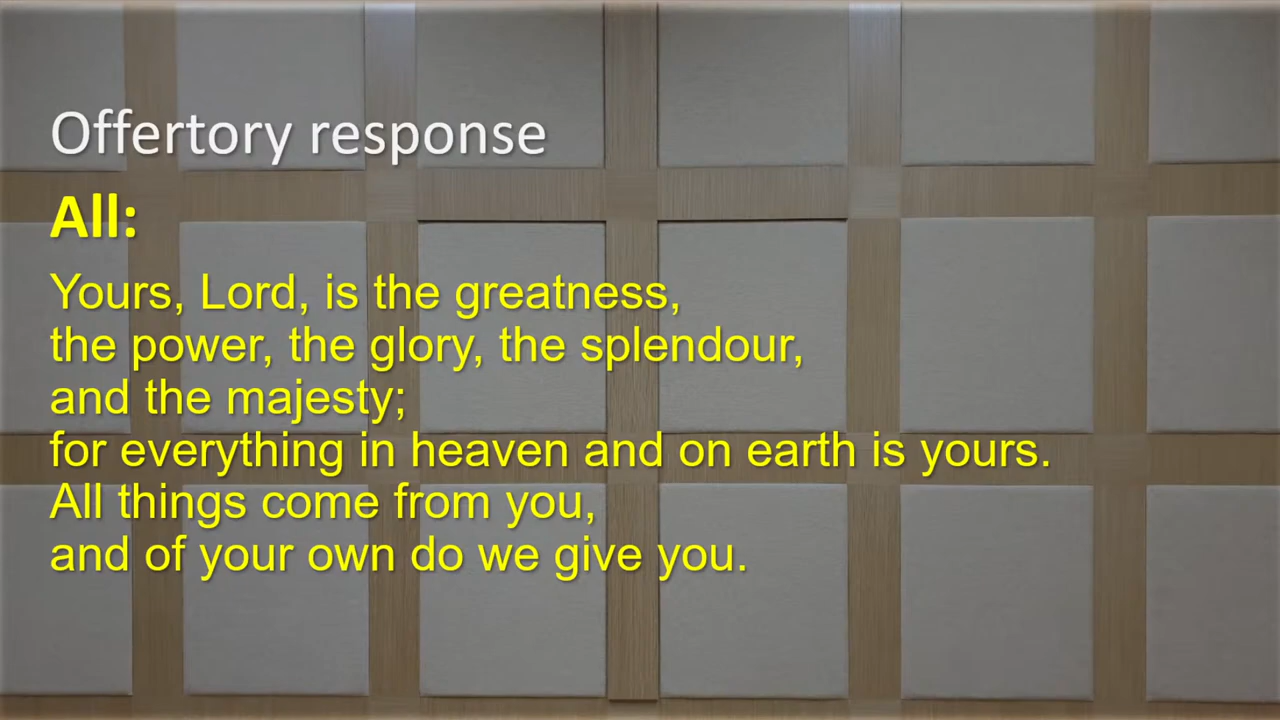 Offertory response
All:
Yours, Lord, is the greatness,
the power, the glory, the splendour,
and the majesty;
for everything in heaven and on earth is yours.
All things come from you,
and of your own do we give you.